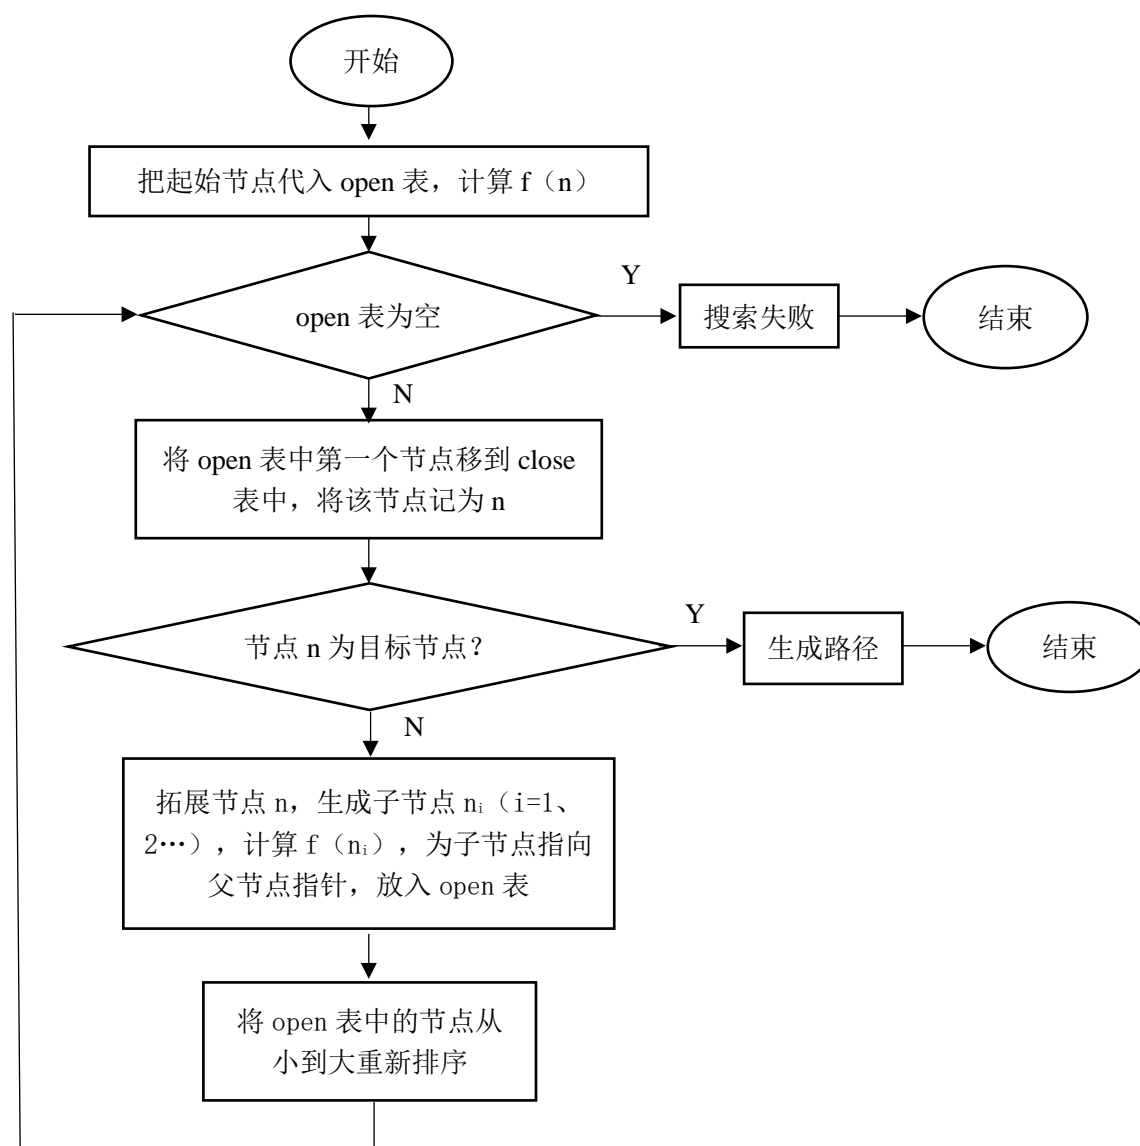 开始
把起始节点代入 open 表，计算 f（n）
open 表为空
Y
搜索失败
结束
N
将 open 表中第一个节点移到 close
表中，将该节点记为 n
节点 n 为目标节点？
Y
生成路径
结束
N
拓展节点 n，生成子节点 nᵢ（i=1、
2…），计算 f（nᵢ），为子节点指向
父节点指针，放入 open 表
将 open 表中的节点从
小到大重新排序